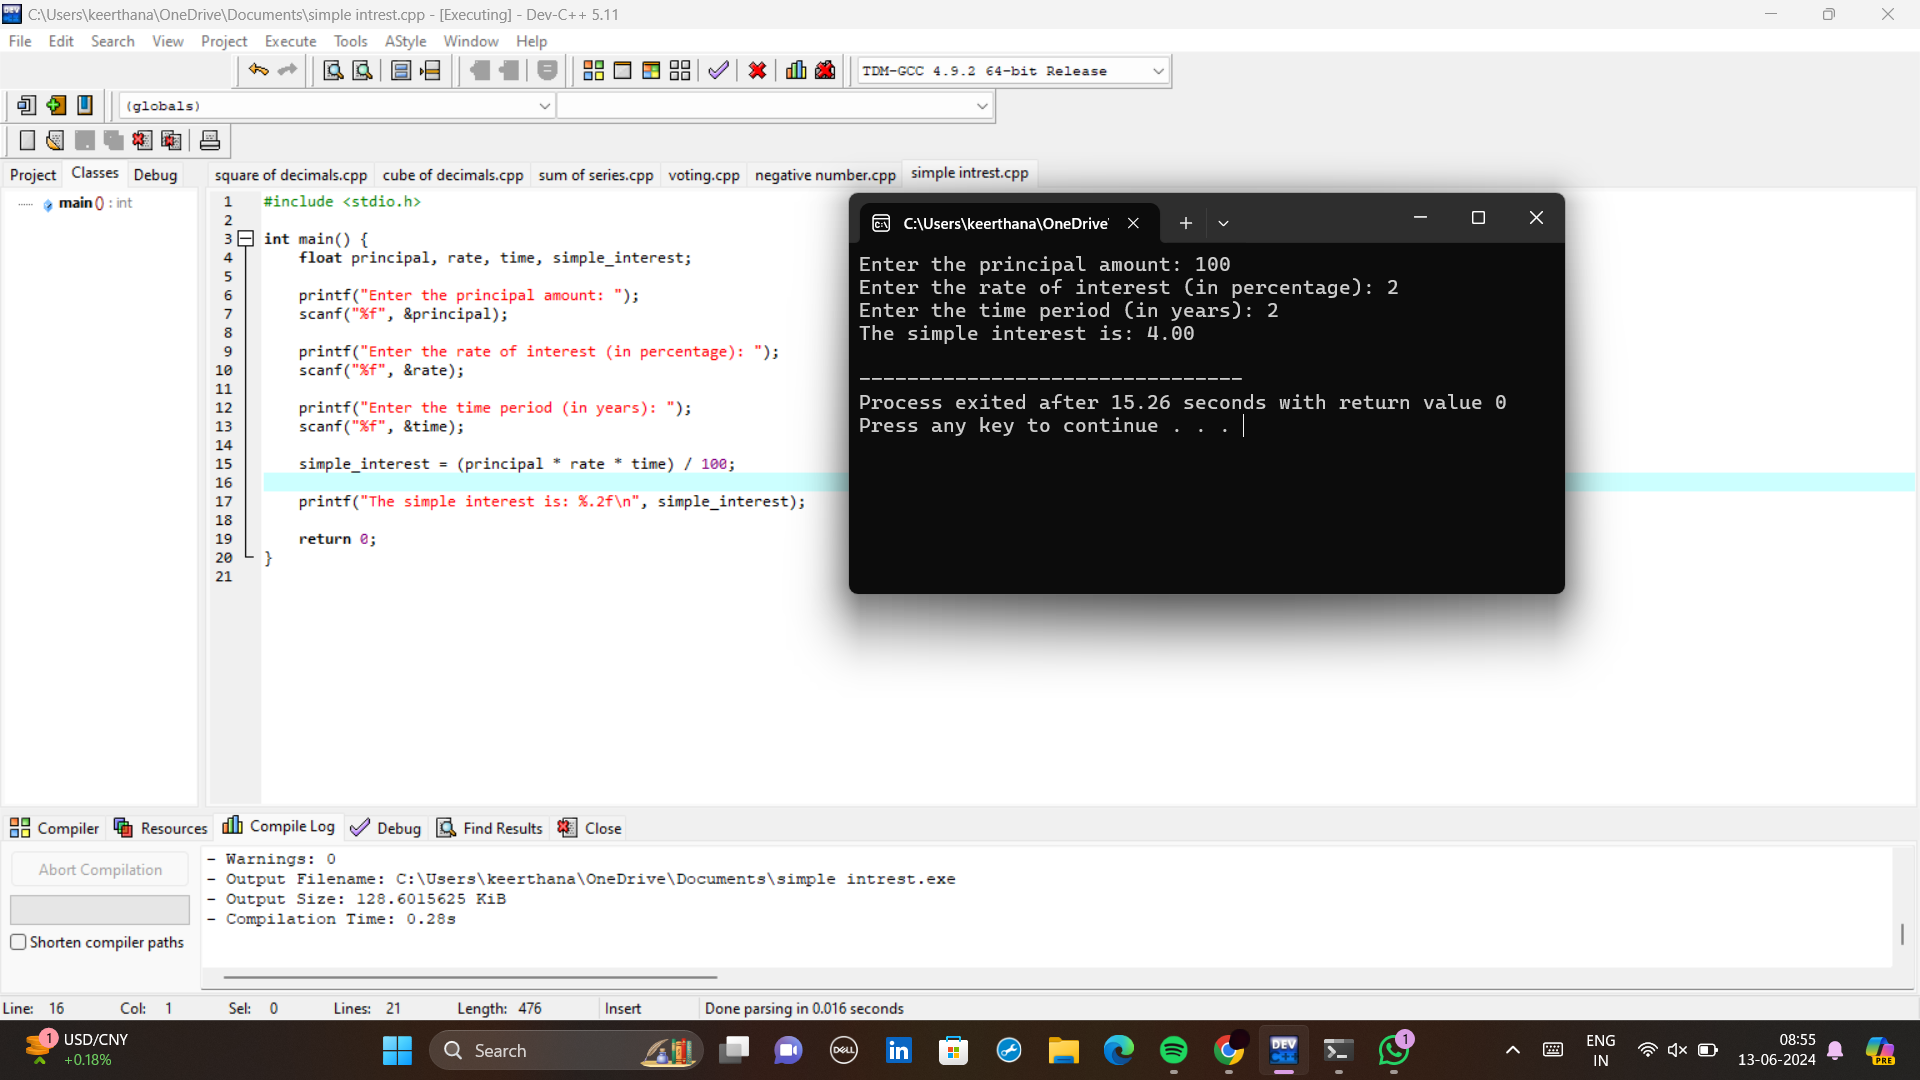 C:\Users\keerthana\OneDrive\Documents\simple intrest.cpp - [Executing] - Dev-C++ 5.11
File Edit Search View Project Execute Tools AStyle Window Help
TDM-GCC 4.9.2 64-bit Release
(globals)
Project Classes Debug
square of decimals.cpp cube of decimals.cpp sum of series.cpp voting.cpp negative number.cpp simple intrest.cpp
main () : int
1 #include <stdio.h>
2
3 int main() {
4 float principal, rate, time, simple_interest;
5
6 printf("Enter the principal amount: ");
7 scanf("%f", &principal);
8
9 printf("Enter the rate of interest (in percentage): ");
10 scanf("%f", &rate);
11
12 printf("Enter the time period (in years): ");
13 scanf("%f", &time);
14
15 simple_interest = (principal * rate * time) / 100;
16
17 printf("The simple interest is: %.2f\n", simple_interest);
18
19 return 0;
20 }
21
C:\Users\keerthana\OneDrive'
Enter the principal amount: 100
Enter the rate of interest (in percentage): 2
Enter the time period (in years): 2
The simple interest is: 4.00
--------------------------------
Process exited after 15.26 seconds with return value 0
Press any key to continue . . .
Compiler Resources Compile Log Debug Find Results Close
Abort Compilation
Shorten compiler paths
- Warnings: 0
- Output Filename: C:\Users\keerthana\OneDrive\Documents\simple intrest.exe
- Output Size: 128.6015625 KiB
- Compilation Time: 0.28s
Line: 16 Col: 1 Sel: 0 Lines: 21 Length: 476 Insert Done parsing in 0.016 seconds
1 USD/CNY
+0.18%
Search
DELL
in
DEV C++
1
ENG
IN
08:55
13-06-2024
PRE